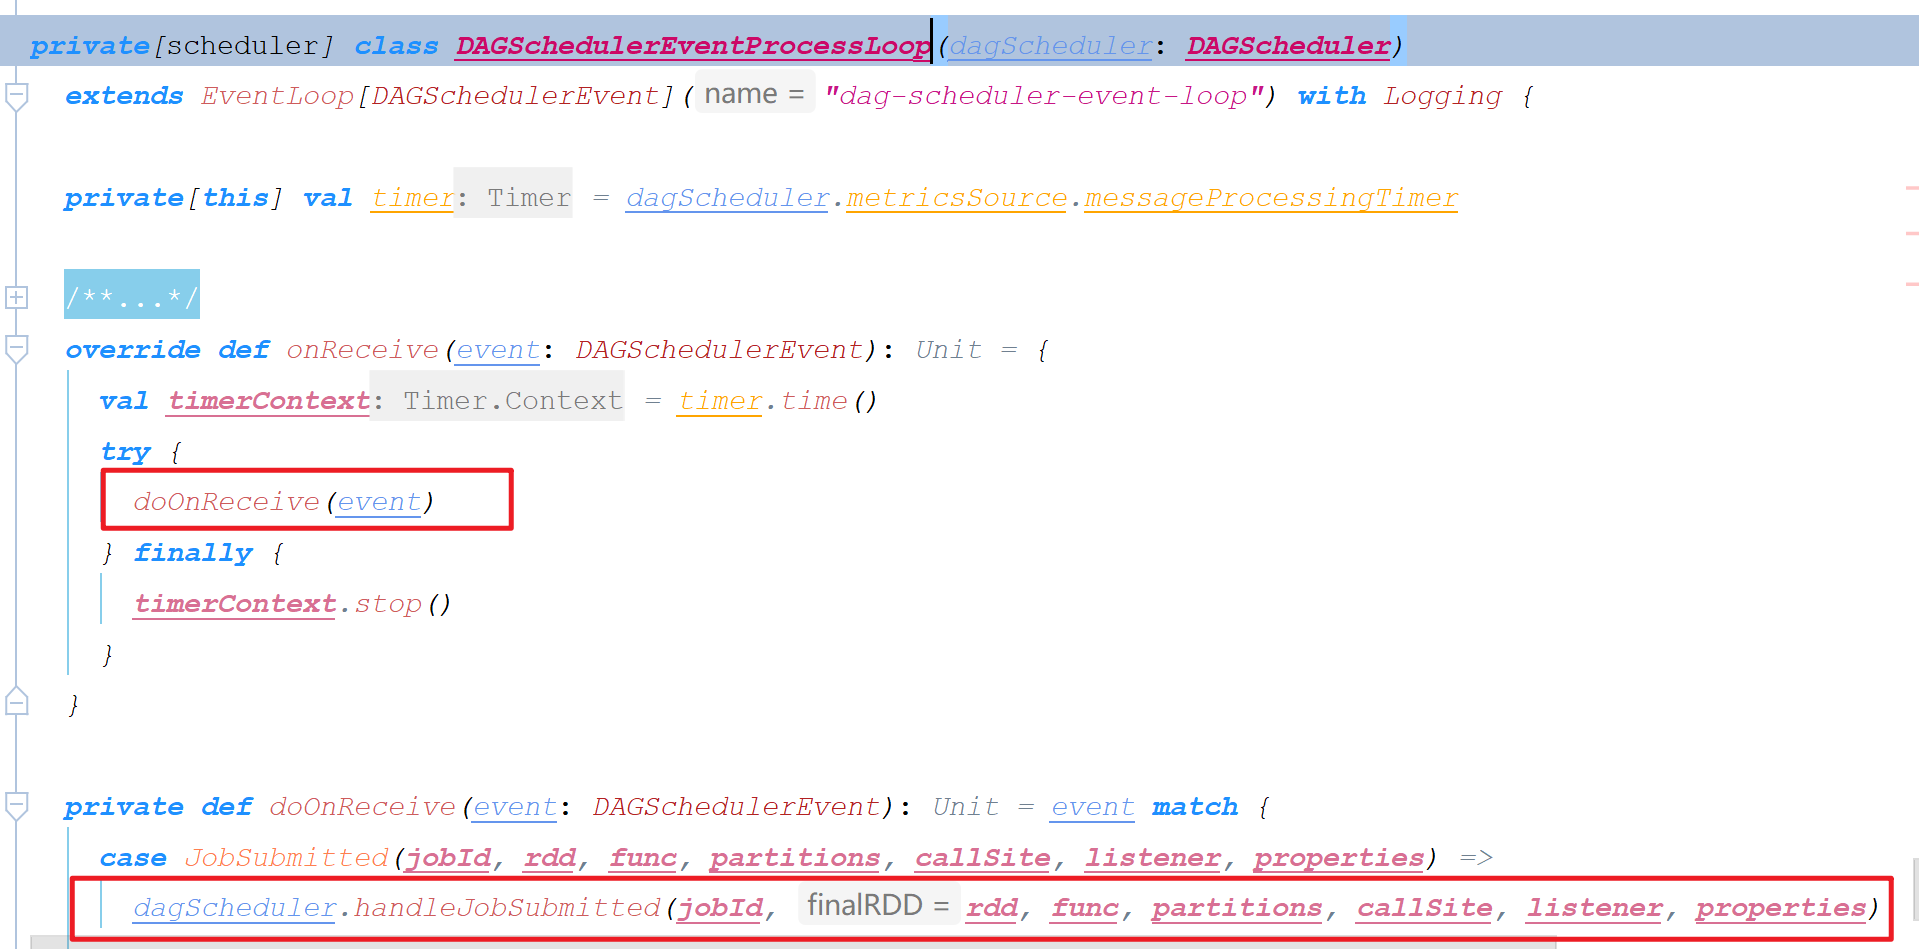 private[scheduler] class DAGSchedulerEventProcessLoop(dagScheduler: DAGScheduler)
extends EventLoop[DAGSchedulerEvent]( name = "dag-scheduler-event-loop") with Logging {
private[this] val timer: Timer = dagScheduler.metricsSource.messageProcessingTimer
/**...*/
override def onReceive(event: DAGSchedulerEvent): Unit = {
val timerContext: Timer.Context = timer.time()
try {
doOnReceive(event)
} finally {
timerContext.stop()
}
}
private def doOnReceive(event: DAGSchedulerEvent): Unit = event match {
case JobSubmitted(jobId, rdd, func, partitions, callSite, listener, properties) =>
dagScheduler.handleJobSubmitted(jobId, finalRDD = rdd, func, partitions, callSite, listener, properties)